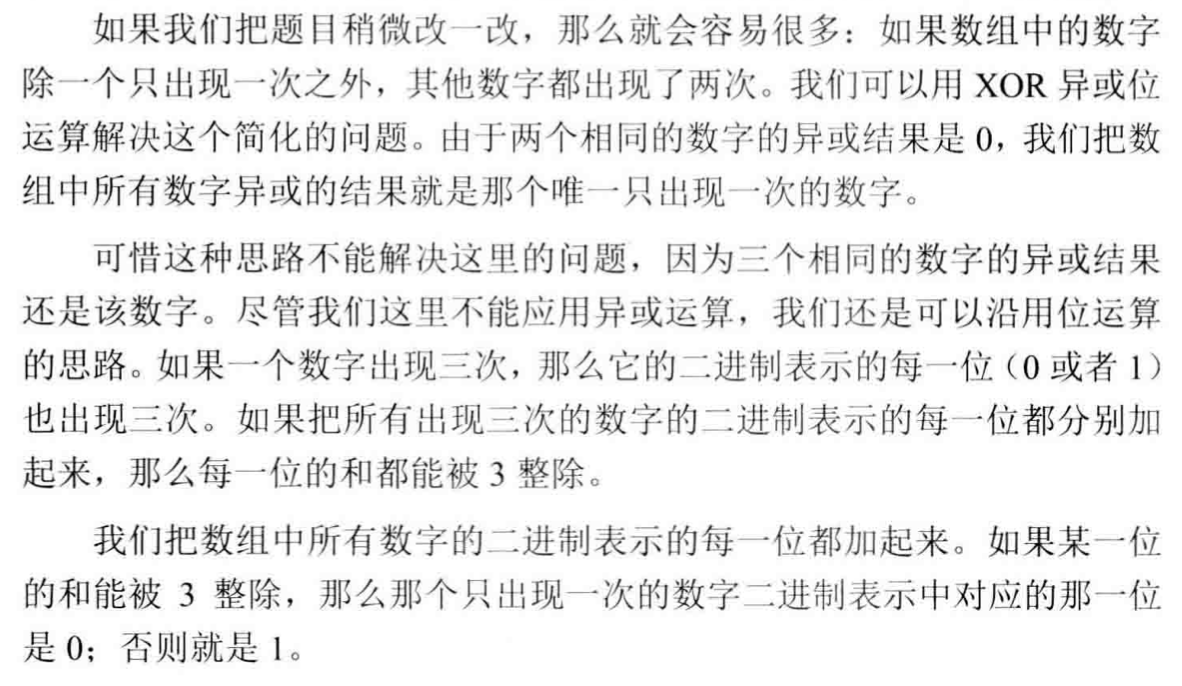 如果我们把题目稍微改一改，那么就会容易很多：如果数组中的数字
除一个只出现一次之外，其他数字都出现了两次。我们可以用 XOR 异或位
运算解决这个简化的问题。由于两个相同的数字的异或结果是 0，我们把数
组中所有数字异或的结果就是那个唯一只出现一次的数字。
可惜这种思路不能解决这里的问题，因为三个相同的数字的异或结果
还是该数字。尽管我们这里不能应用异或运算，我们还是可以沿用位运算
的思路。如果一个数字出现三次，那么它的二进制表示的每一位（0 或者 1）
也出现三次。如果把所有出现三次的数字的二进制表示的每一位都分别加
起来，那么每一位的和都能被 3 整除。
我们把数组中所有数字的二进制表示的每一位都加起来。如果某一位
的和能被 3 整除，那么那个只出现一次的数字二进制表示中对应的那一位
是 0；否则就是 1。